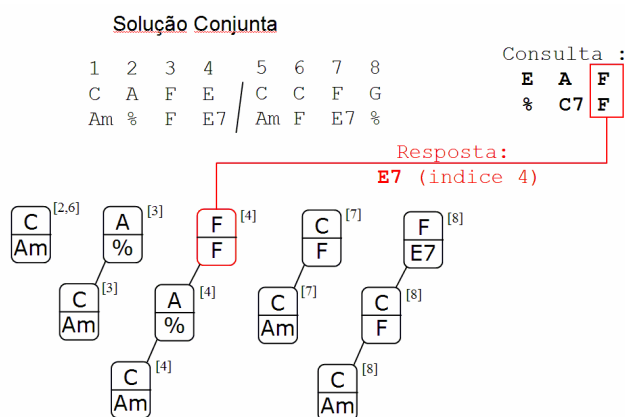 Solução Conjunta
1 2 3 4 5 6 7 8
C A F E / C C F G
Am % F E7 Am F E7 %
Consulta :
E A F
% C7 F
Resposta:
E7 (indice 4)
C [2,6]
Am
A [3]
%
C [3]
Am
F [4]
F
A [4]
%
C [4]
Am
C [7]
F
C [7]
Am
F [8]
E7
C [8]
F
C [8]
Am